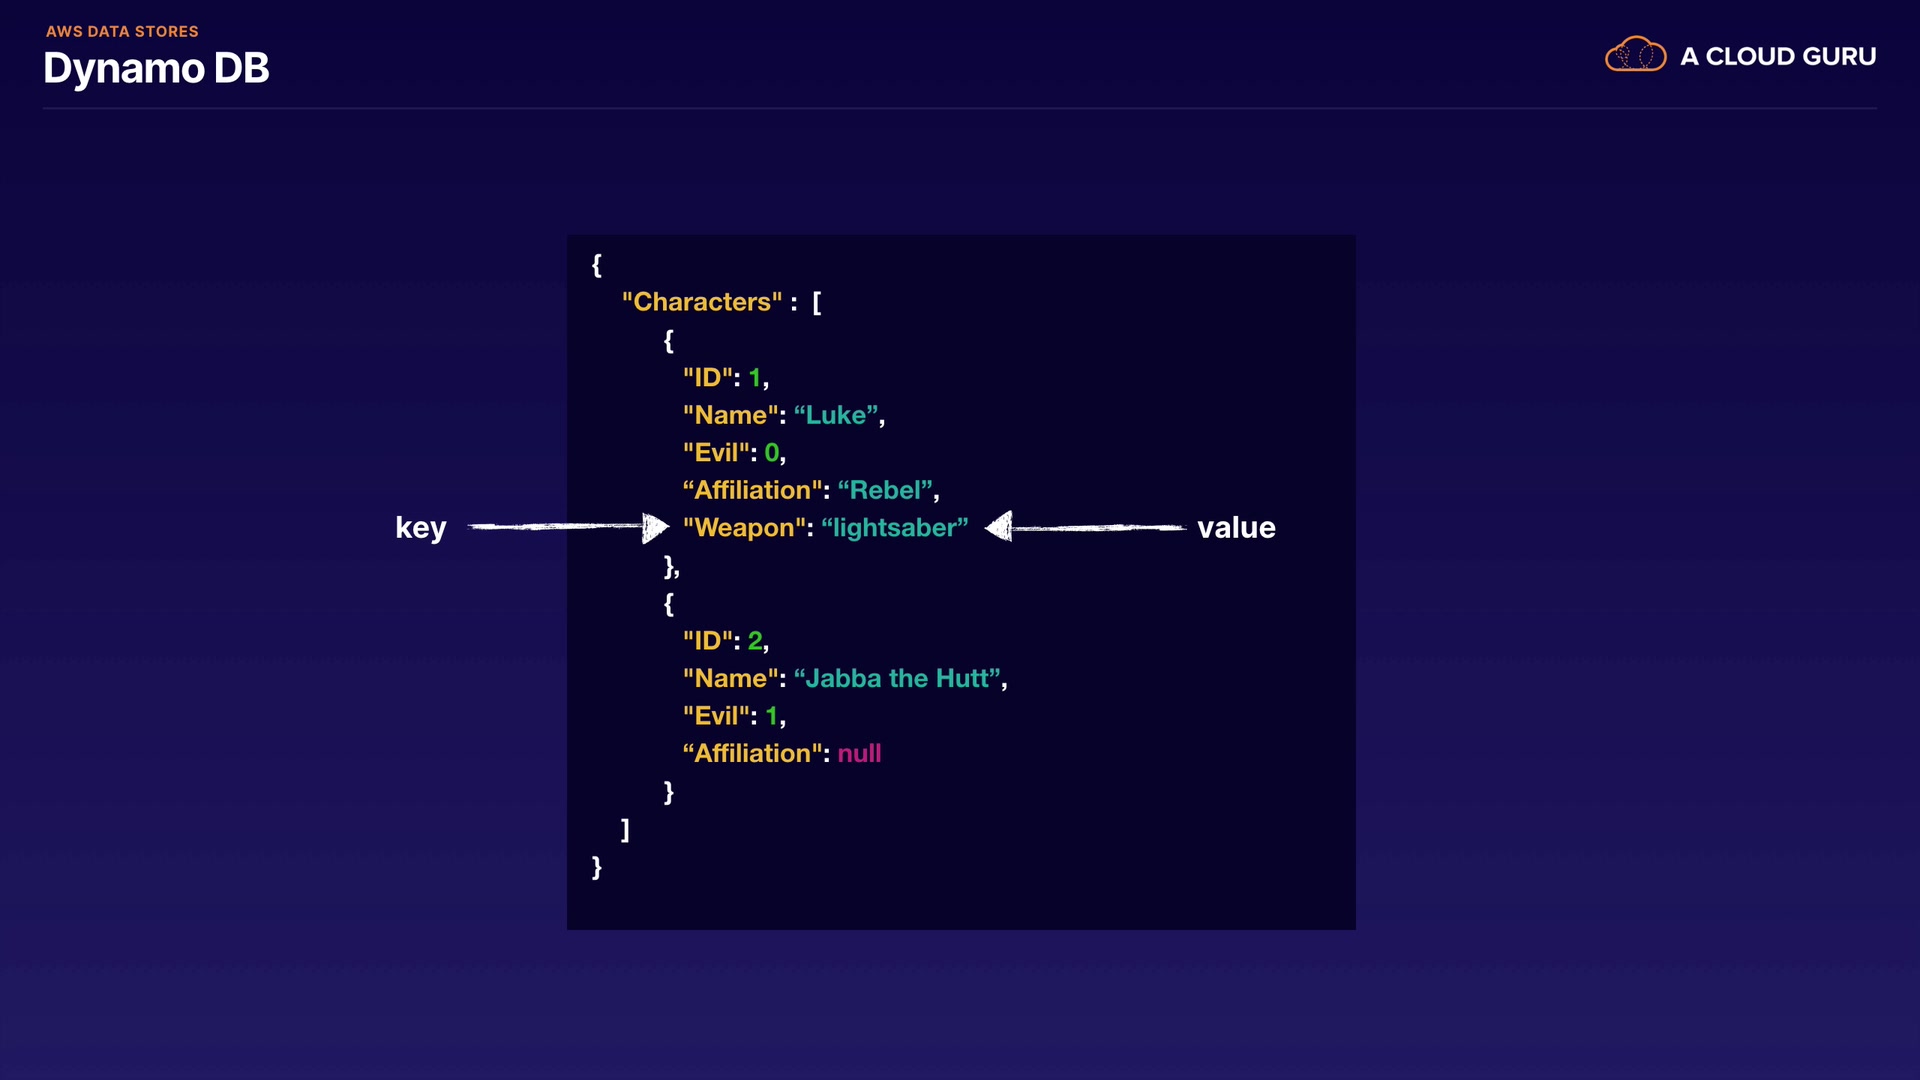 AWS DATA STORES
Dynamo DB
A CLOUD GURU
{
"Characters" : [
{
"ID": 1,
"Name": “Luke”,
"Evil": 0,
“Affiliation": “Rebel”,
key "Weapon": “lightsaber” value
},
{
"ID": 2,
"Name": “Jabba the Hutt”,
"Evil": 1,
“Affiliation": null
}
]
}